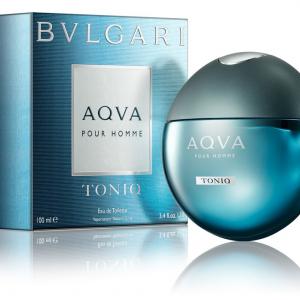 BVLGARI
AQVA
POUR HOMME
TONIQ
Eau de Toilette
100 ml ℮
3.4 fl.oz.
AQVA
POUR HOMME
TONIQ